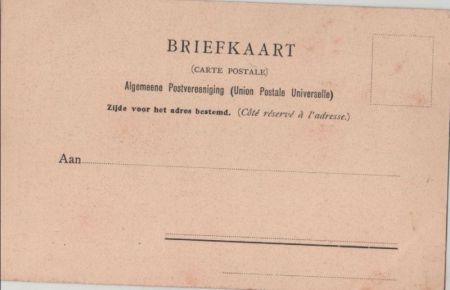 BRIEFKAART
(CARTE POSTALE)
Algemeene Postvereeniging (Union Postale Universelle)
Zijde voor het adres bestemd. (Côté réservé à l'adresse.)
Aan